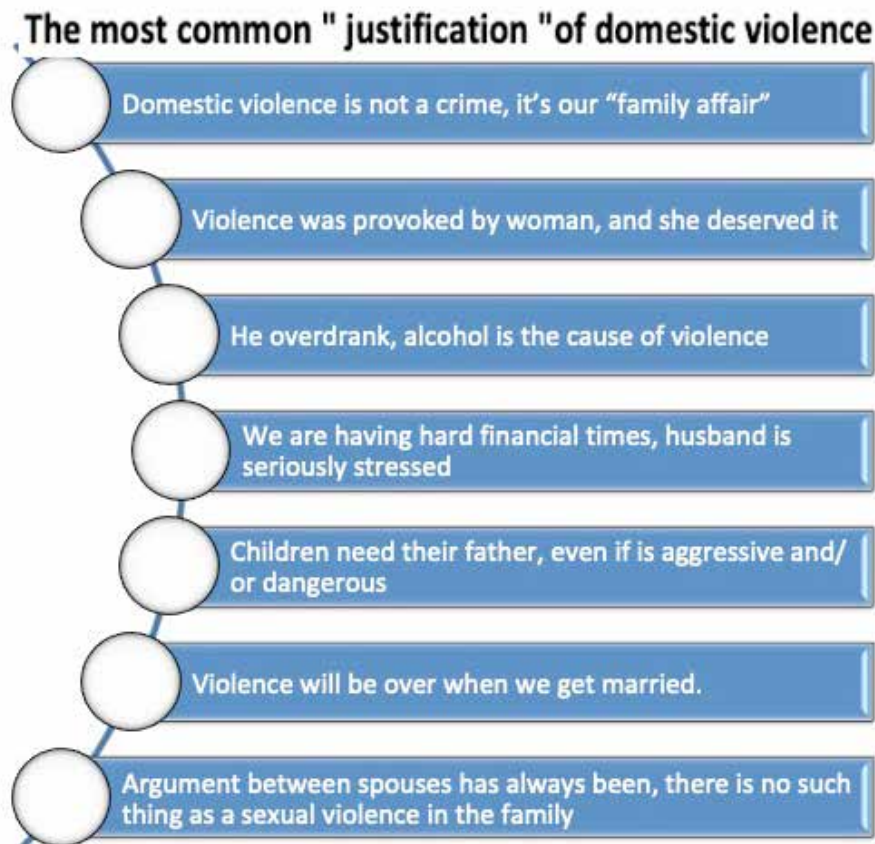 The most common " justification "of domestic violence
Domestic violence is not a crime, it's our “family affair”
Violence was provoked by woman, and she deserved it
He overdrank, alcohol is the cause of violence
We are having hard financial times, husband is
seriously stressed
Children need their father, even if is aggressive and/
or dangerous
Violence will be over when we get married.
Argument between spouses has always been, there is no such
thing as a sexual violence in the family